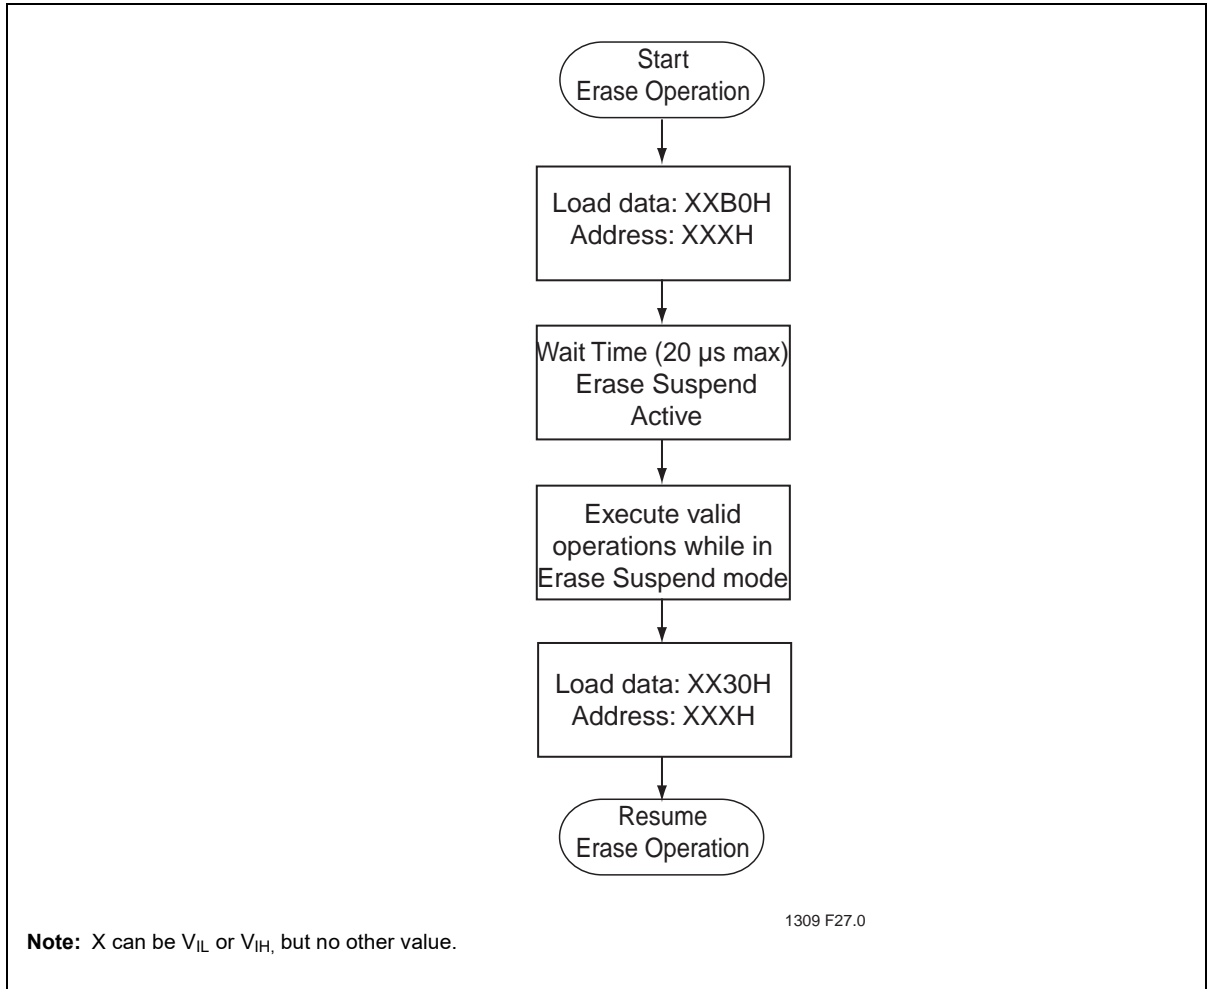 Start
Erase Operation
Load data: XXB0H
Address: XXXH
Wait Time (20 µs max)
Erase Suspend
Active
Execute valid
operations while in
Erase Suspend mode
Load data: XX30H
Address: XXXH
Resume
Erase Operation
1309 F27.0
Note: X can be VIL or VIH, but no other value.